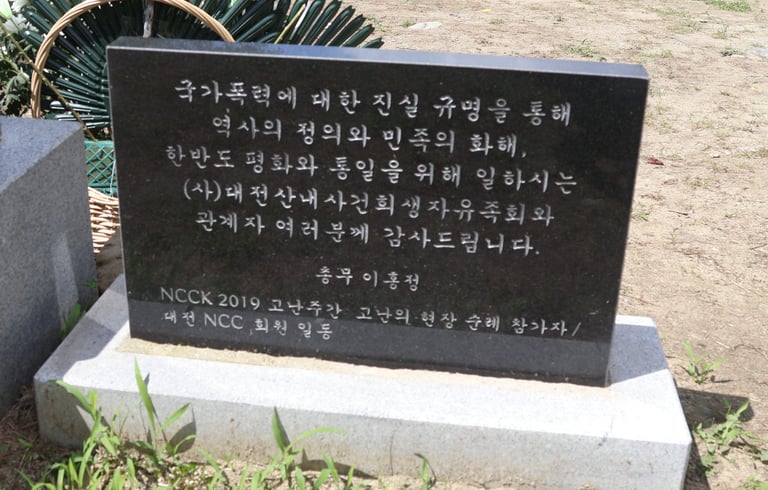 국가폭력에 대한 진실 규명을 통해
역사의 정의와 민족의 화해,
한반도 평화와 통일을 위해 일하시는
(사)대전산내사건희생자유족회와
관계자 여러분께 감사드립니다.
총무 이홍정
NCCK 2019 고난주간 고난의 현장 순례 참가자/
대전 NCC 회원 일동